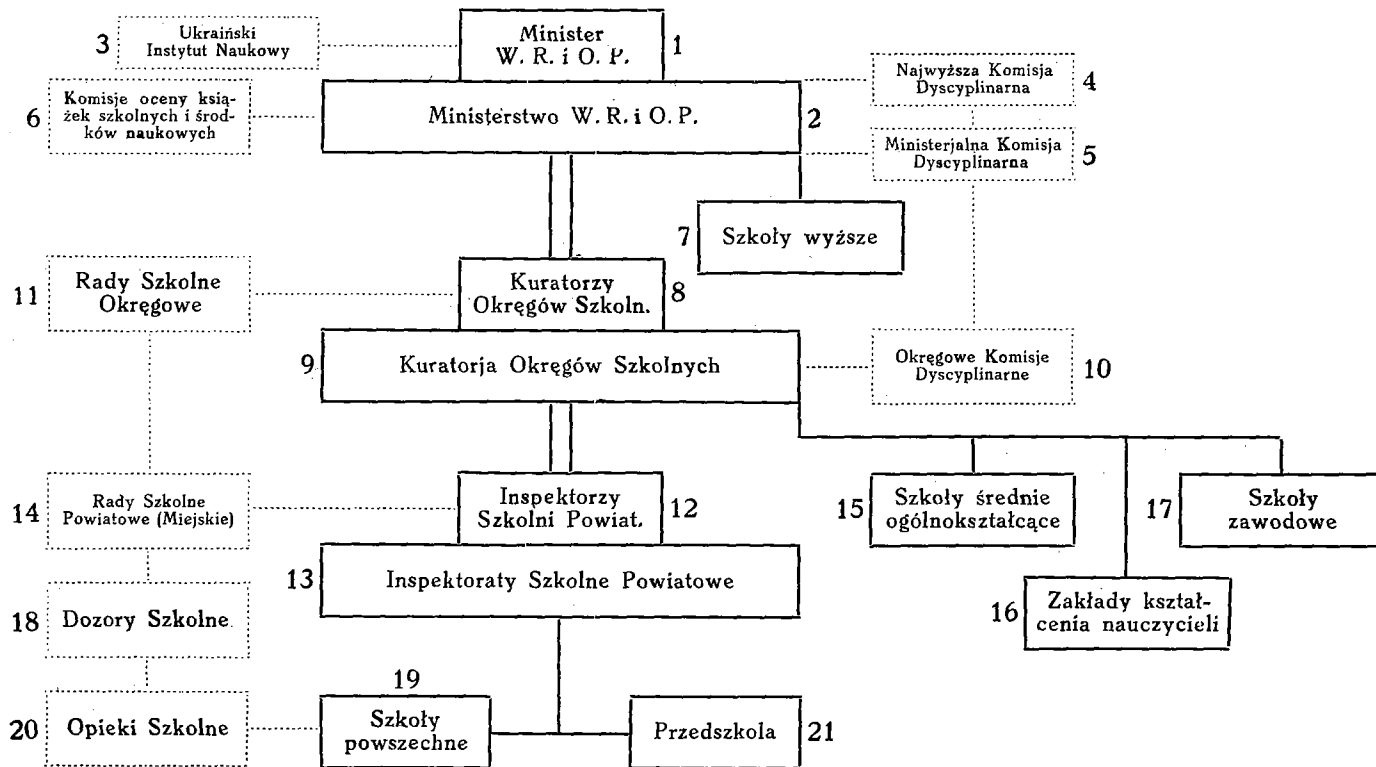 3
Ukraiński
Instytut Naukowy
Minister
W. R. i O. P.
1
6
Komisje oceny ksią-
żek szkolnych i środ-
ków naukowych
Ministerstwo W. R. i O. P.
2
Najwyższa Komisja
Dyscyplinarna
4
Ministerjalna Komisja
Dyscyplinarna
5
7
Szkoły wyższe
11
Rady Szkolne
Okręgowe
Kuratorzy
Okręgów Szkoln.
8
9
Kuratorja Okręgów Szkolnych
Okręgowe Komisje
Dyscyplinarne
10
14
Rady Szkolne
Powiatowe (Miejskie)
Inspektorzy
Szkolni Powiat.
12
15
Szkoły średnie
ogólnokształcące
17
Szkoły
zawodowe
13
Inspektoraty Szkolne Powiatowe
16
Zakłady kształ-
cenia nauczycieli
18
Dozory Szkolne
20
Opieki Szkolne
19
Szkoły
powszechne
Przedszkola
21